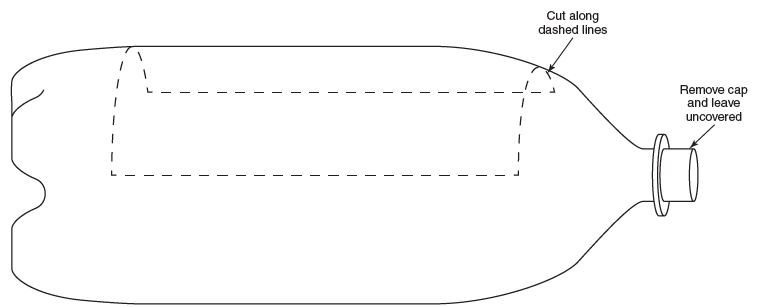 Cut along
dashed lines
Remove cap
and leave
uncovered